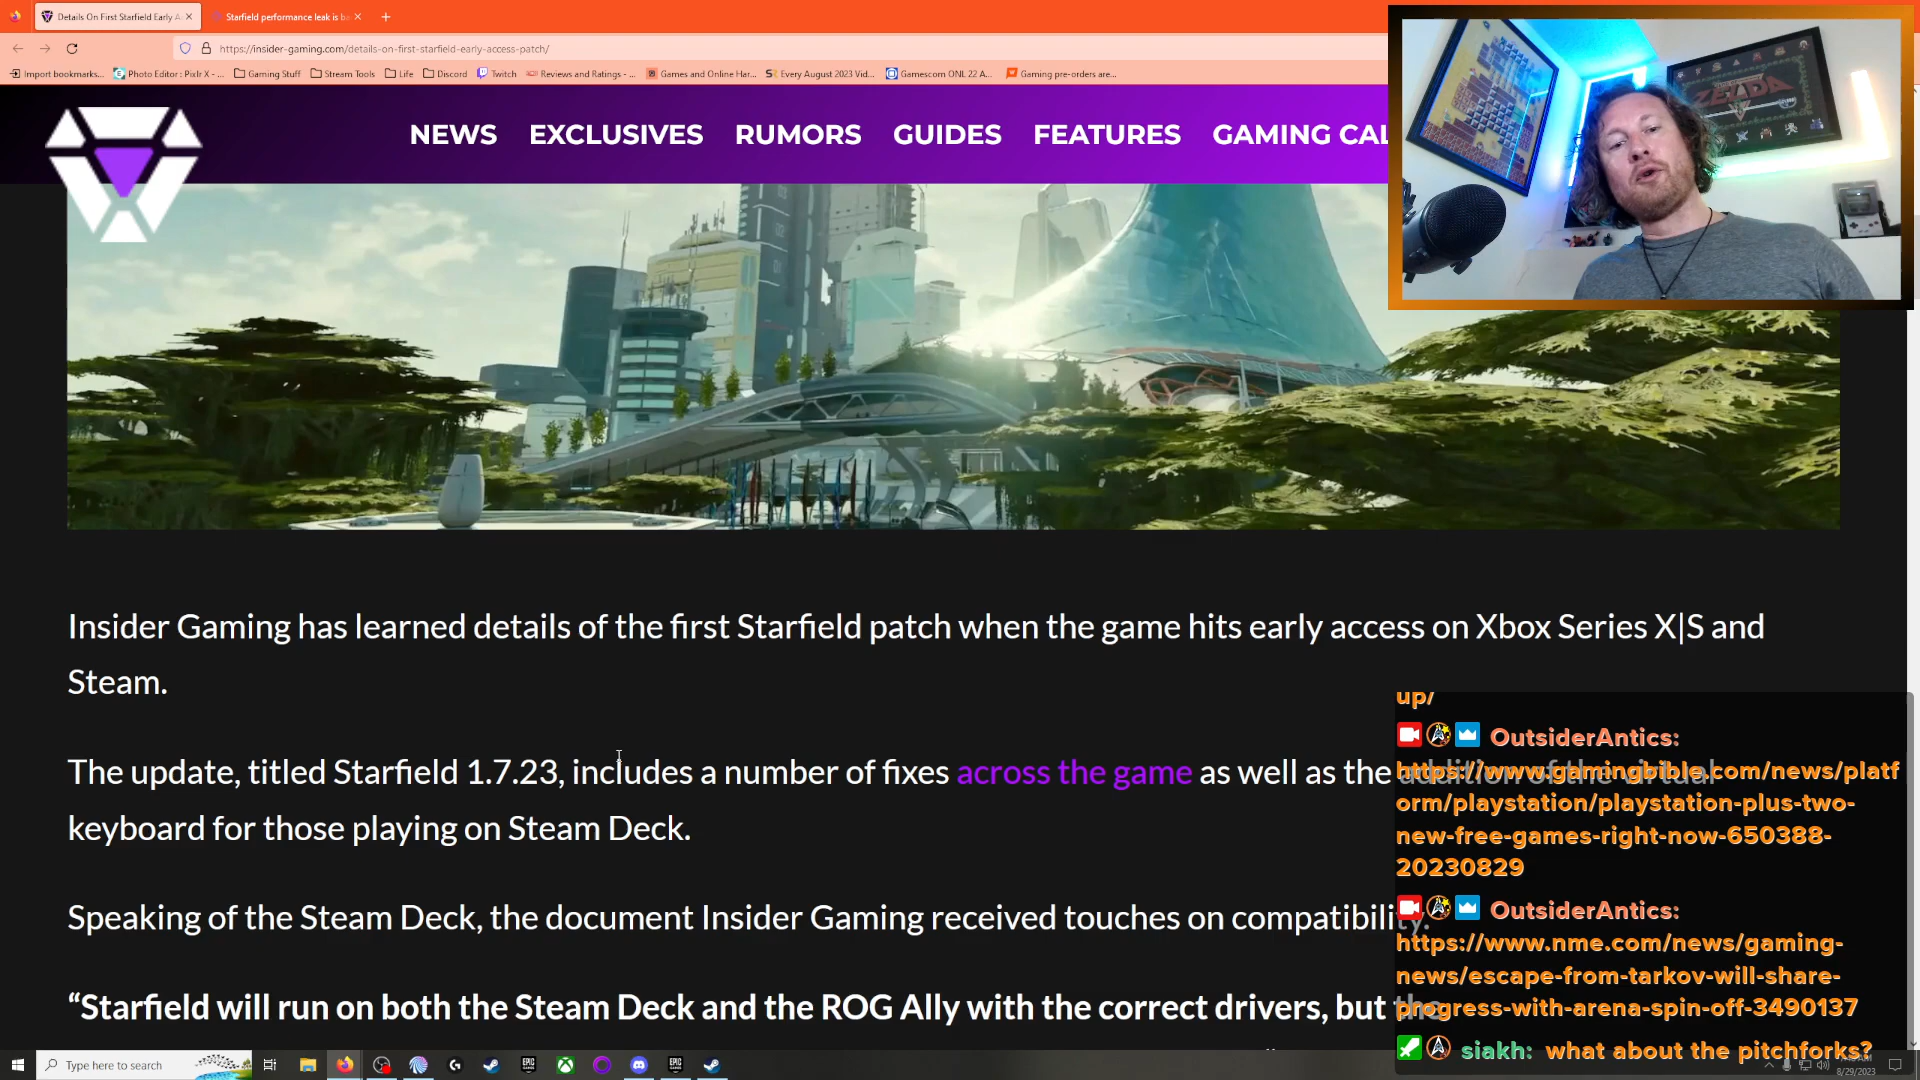 Details On First Starfield Early A
Starfield performance leak is ba
https://insider-gaming.com/details-on-first-starfield-early-access-patch/
Import bookmarks... Photo Editor : Pixlr X - ... Gaming Stuff Stream Tools Life Discord Twitch Reviews and Ratings - ... Games and Online Har... Every August 2023 Vid... Gamescom ONL 22 A... Gaming pre-orders are...
NEWS EXCLUSIVES RUMORS GUIDES FEATURES GAMING CAL
ZELDA
Insider Gaming has learned details of the first Starfield patch when the game hits early access on Xbox Series X|S and
Steam.
The update, titled Starfield 1.7.23, includes a number of fixes across the game as well as the addition of the virtual
keyboard for those playing on Steam Deck.
Speaking of the Steam Deck, the document Insider Gaming received touches on compatibility.
“Starfield will run on both the Steam Deck and the ROG Ally with the correct drivers, but the
up/
OutsiderAntics:
https://www.gamingbible.com/news/platf
orm/playstation/playstation-plus-two-
new-free-games-right-now-650388-
20230829
OutsiderAntics:
https://www.nme.com/news/gaming-
news/escape-from-tarkov-will-share-
progress-with-arena-spin-off-3490137
siakh: what about the pitchforks?
Type here to search
8/29/2023